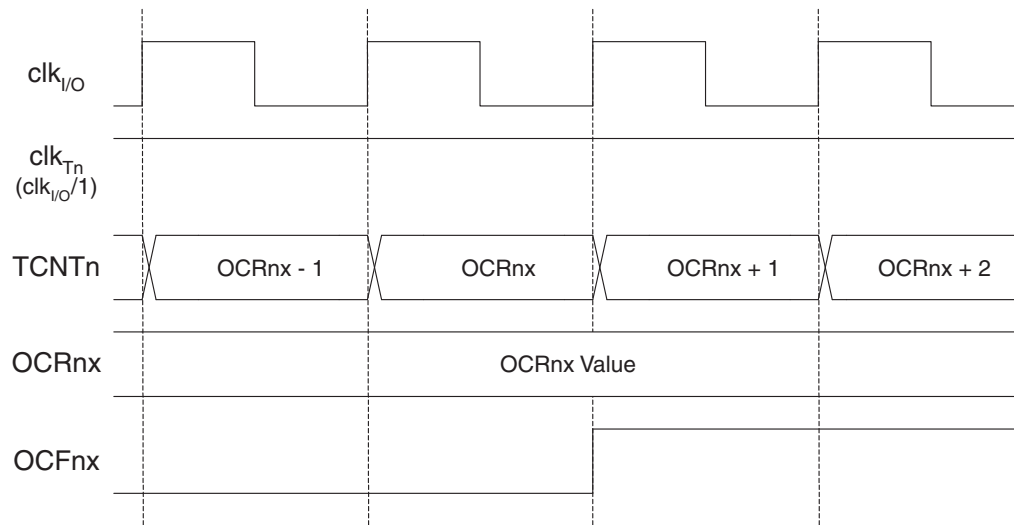 clkI/O
clkTn
(clkI/O/1)
TCNTn
OCRnx - 1
OCRnx
OCRnx + 1
OCRnx + 2
OCRnx
OCRnx Value
OCFnx